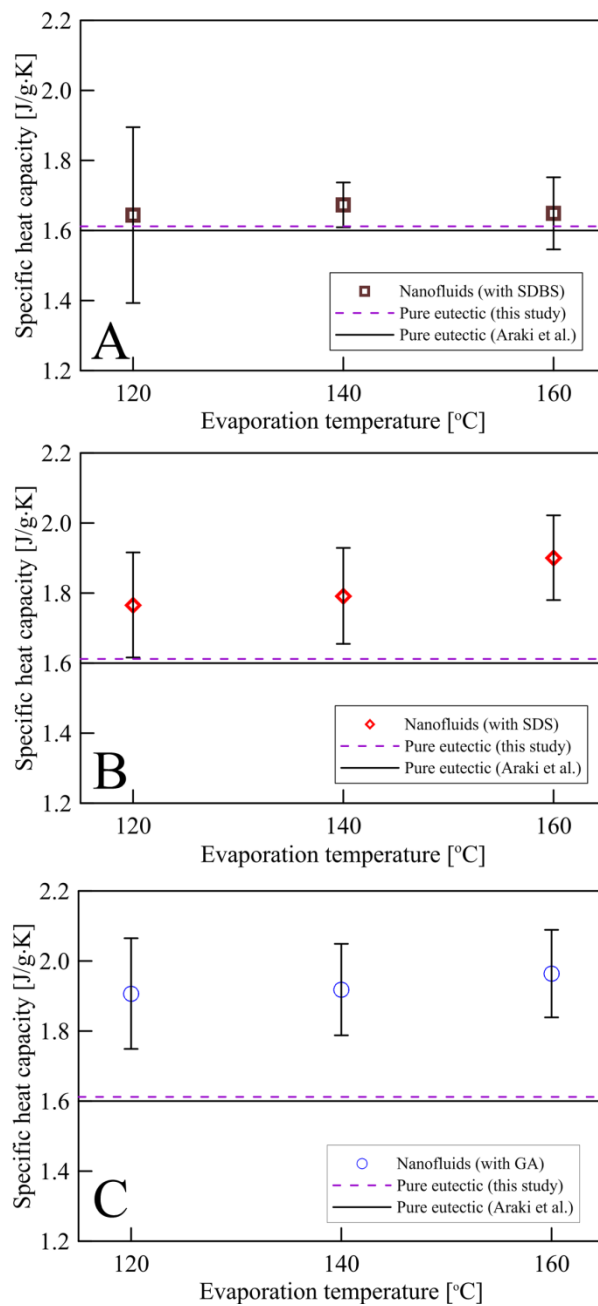 2.2
2.0
1.8
1.6
1.4
1.2
Specific heat capacity [J/g·K]
A
Nanofluids (with SDBS)
Pure eutectic (this study)
Pure eutectic (Araki et al.)
120
140
160
Evaporation temperature [°C]
2.2
2.0
1.8
1.6
1.4
1.2
Specific heat capacity [J/g·K]
B
Nanofluids (with SDS)
Pure eutectic (this study)
Pure eutectic (Araki et al.)
120
140
160
Evaporation temperature [°C]
2.2
2.0
1.8
1.6
1.4
1.2
Specific heat capacity [J/g·K]
C
Nanofluids (with GA)
Pure eutectic (this study)
Pure eutectic (Araki et al.)
120
140
160
Evaporation temperature [°C]